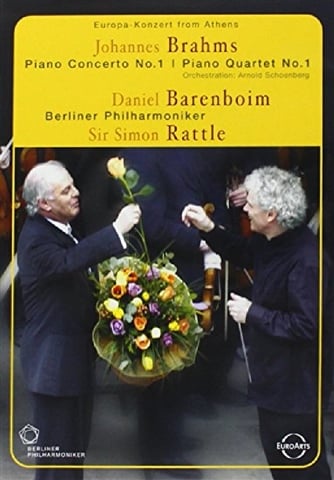 Europa-Konzert from Athens
Johannes Brahms
Piano Concerto No.1 | Piano Quartet No.1
Orchestration: Arnold Schoenberg
Daniel Barenboim
Berliner Philharmoniker
Sir Simon Rattle
BERLINER
PHILHARMONIKER
EUROARTS